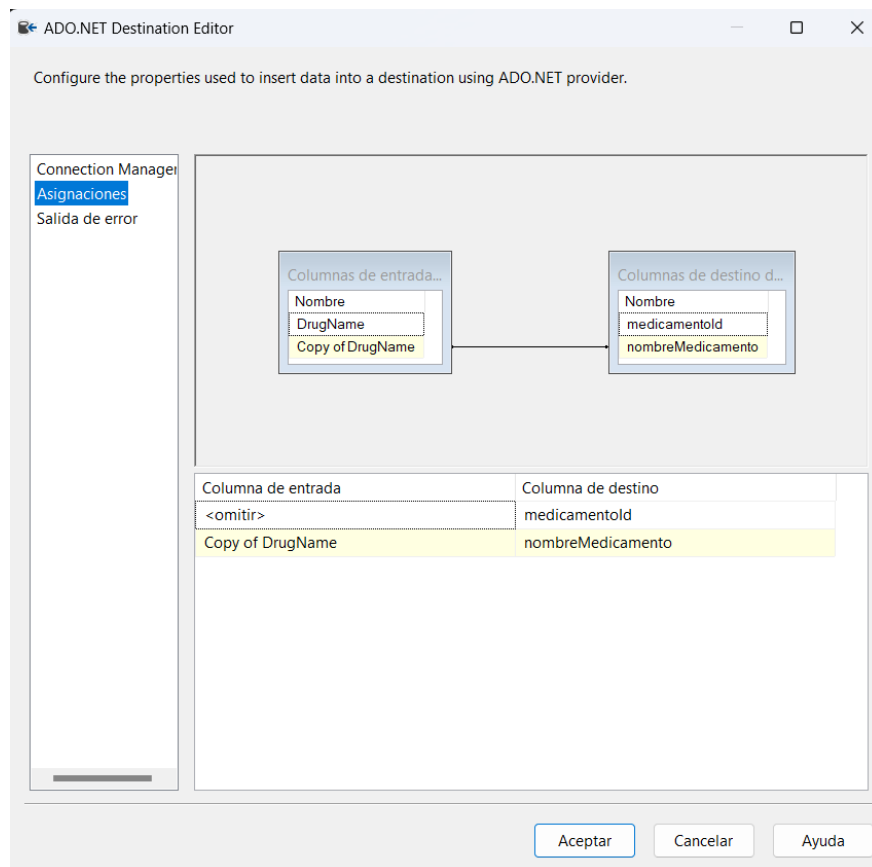 ADO.NET Destination Editor
Configure the properties used to insert data into a destination using ADO.NET provider.
Connection Manager
Asignaciones
Salida de error
Columnas de entrada...
Nombre
DrugName
Copy of DrugName
Columnas de destino d...
Nombre
medicamentoId
nombreMedicamento
Columna de entrada Columna de destino
<omitir> medicamentoId
Copy of DrugName nombreMedicamento
Aceptar Cancelar Ayuda